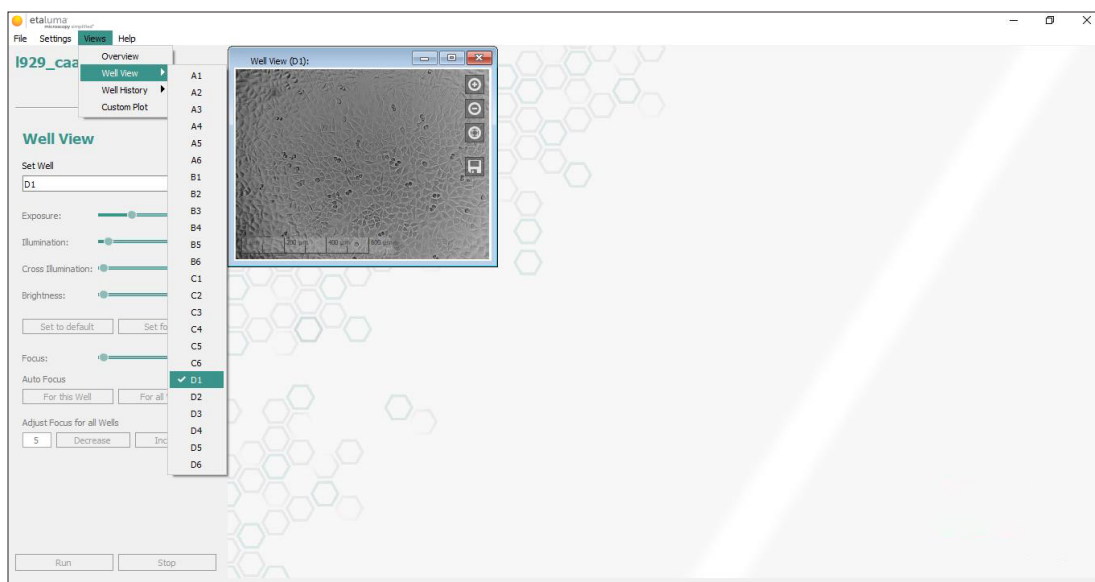 etaluma
microscopy simplified
File Settings Views Help
l929_caa
Overview
Well View
Well History
Custom Plot
A1
A2
A3
A4
A5
A6
B1
B2
B3
B4
B5
B6
C1
C2
C3
C4
C5
C6
D1
D2
D3
D4
D5
D6
Well View
Set Well
D1
Exposure:
Illumination:
Cross Illumination:
Brightness:
Set to default Set fo
Focus:
Auto Focus
For this Well For all
Adjust Focus for all Wells
5 Decrease Inc
Run Stop
Well View (D1):
200 µm 400 µm